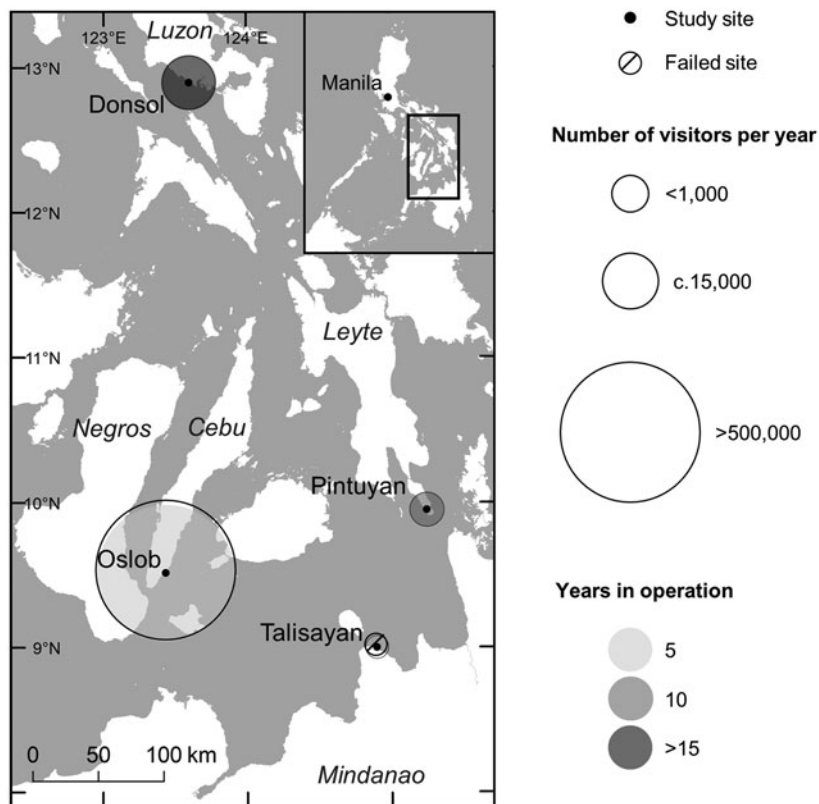 123°E
Luzon
124°E
13°N
Donsol
Manila
12°N
11°N
Leyte
Negros
Cebu
10°N
Pintuyan
Oslob
9°N
Talisayan
0 50 100 km
Mindanao
Study site
Failed site
Number of visitors per year
<1,000
c.15,000
>500,000
Years in operation
5
10
>15